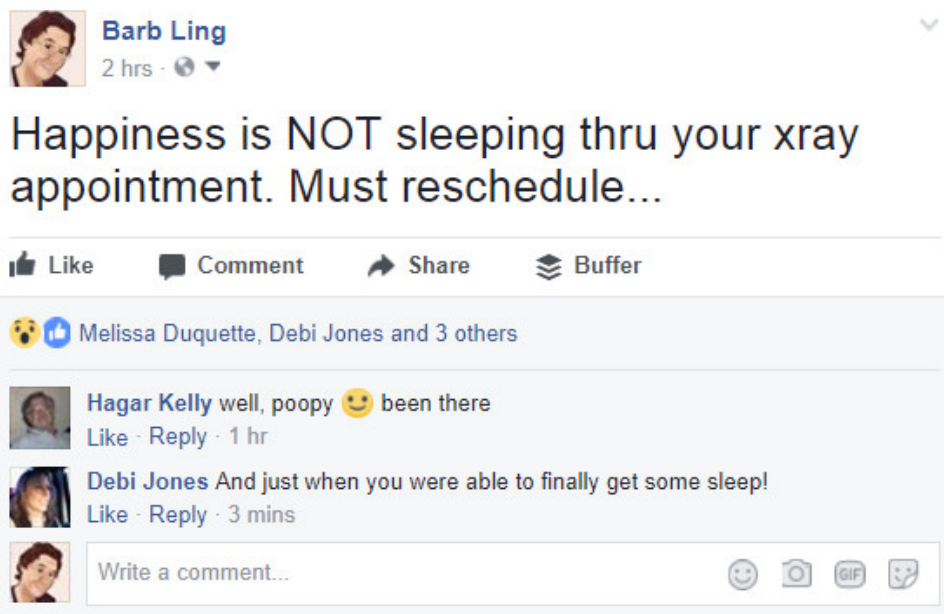 Barb Ling
2 hrs ·
Happiness is NOT sleeping thru your xray
appointment. Must reschedule...
Like Comment Share Buffer
Melissa Duquette, Debi Jones and 3 others
Hagar Kelly well, poopy 🙂 been there
Like · Reply · 1 hr
Debi Jones And just when you were able to finally get some sleep!
Like · Reply · 3 mins
Write a comment... GIF